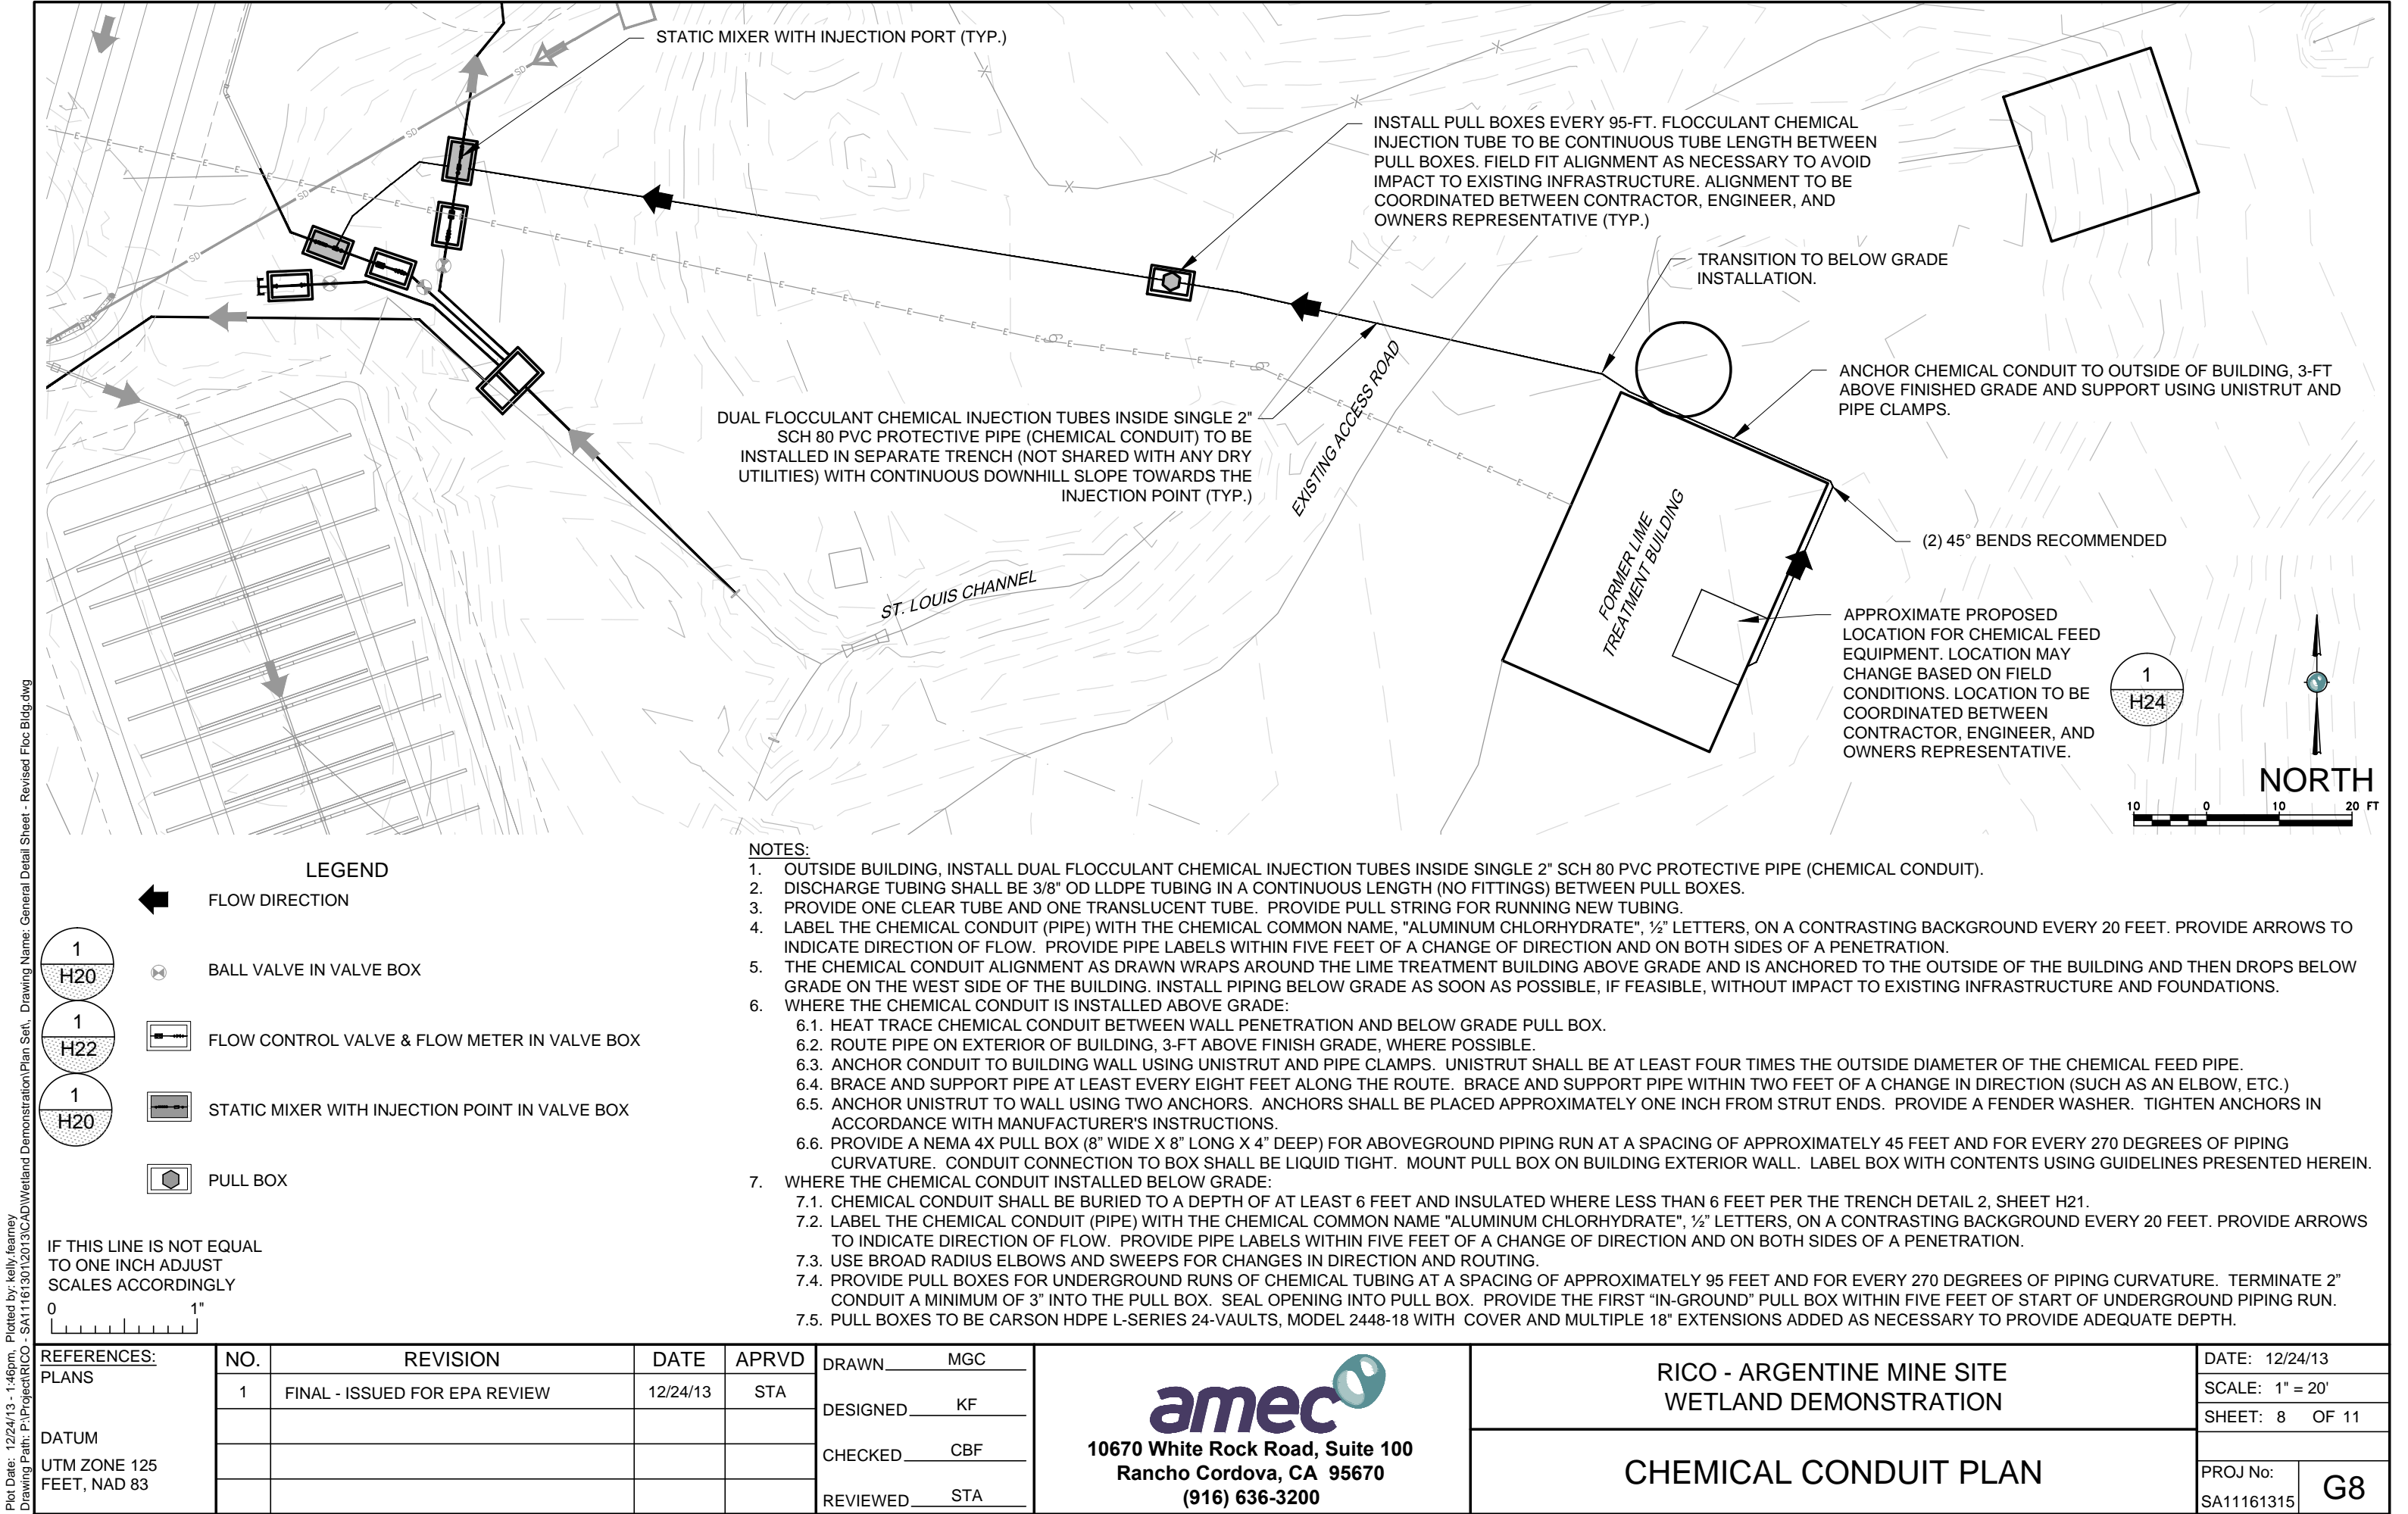 STATIC MIXER WITH INJECTION PORT (TYP.)
INSTALL PULL BOXES EVERY 95-FT. FLOCCULANT CHEMICAL
INJECTION TUBE TO BE CONTINUOUS TUBE LENGTH BETWEEN
PULL BOXES. FIELD FIT ALIGNMENT AS NECESSARY TO AVOID
IMPACT TO EXISTING INFRASTRUCTURE. ALIGNMENT TO BE
COORDINATED BETWEEN CONTRACTOR, ENGINEER, AND
OWNERS REPRESENTATIVE (TYP.)
TRANSITION TO BELOW GRADE
INSTALLATION.
ANCHOR CHEMICAL CONDUIT TO OUTSIDE OF BUILDING, 3-FT
ABOVE FINISHED GRADE AND SUPPORT USING UNISTRUT AND
PIPE CLAMPS.
DUAL FLOCCULANT CHEMICAL INJECTION TUBES INSIDE SINGLE 2"
SCH 80 PVC PROTECTIVE PIPE (CHEMICAL CONDUIT) TO BE
INSTALLED IN SEPARATE TRENCH (NOT SHARED WITH ANY DRY
UTILITIES) WITH CONTINUOUS DOWNHILL SLOPE TOWARDS THE
INJECTION POINT (TYP.)
EXISTING ACCESS ROAD
FORMER LIME
TREATMENT BUILDING
(2) 45° BENDS RECOMMENDED
ST. LOUIS CHANNEL
APPROXIMATE PROPOSED
LOCATION FOR CHEMICAL FEED
EQUIPMENT. LOCATION MAY
CHANGE BASED ON FIELD
CONDITIONS. LOCATION TO BE
COORDINATED BETWEEN
CONTRACTOR, ENGINEER, AND
OWNERS REPRESENTATIVE.
1
H24
NORTH
10 0 10 20 FT
SD
SD
SD
SD
E E E E E E E E E E E E E E E E E E E E E E E E
LEGEND
FLOW DIRECTION
1
H20
BALL VALVE IN VALVE BOX
1
H22
FLOW CONTROL VALVE & FLOW METER IN VALVE BOX
1
H20
STATIC MIXER WITH INJECTION POINT IN VALVE BOX
PULL BOX
IF THIS LINE IS NOT EQUAL
TO ONE INCH ADJUST
SCALES ACCORDINGLY
0 1"
NOTES:
1. OUTSIDE BUILDING, INSTALL DUAL FLOCCULANT CHEMICAL INJECTION TUBES INSIDE SINGLE 2" SCH 80 PVC PROTECTIVE PIPE (CHEMICAL CONDUIT).
2. DISCHARGE TUBING SHALL BE 3/8" OD LLDPE TUBING IN A CONTINUOUS LENGTH (NO FITTINGS) BETWEEN PULL BOXES.
3. PROVIDE ONE CLEAR TUBE AND ONE TRANSLUCENT TUBE. PROVIDE PULL STRING FOR RUNNING NEW TUBING.
4. LABEL THE CHEMICAL CONDUIT (PIPE) WITH THE CHEMICAL COMMON NAME, "ALUMINUM CHLORHYDRATE", ½" LETTERS, ON A CONTRASTING BACKGROUND EVERY 20 FEET. PROVIDE ARROWS TO
INDICATE DIRECTION OF FLOW. PROVIDE PIPE LABELS WITHIN FIVE FEET OF A CHANGE OF DIRECTION AND ON BOTH SIDES OF A PENETRATION.
5. THE CHEMICAL CONDUIT ALIGNMENT AS DRAWN WRAPS AROUND THE LIME TREATMENT BUILDING ABOVE GRADE AND IS ANCHORED TO THE OUTSIDE OF THE BUILDING AND THEN DROPS BELOW
GRADE ON THE WEST SIDE OF THE BUILDING. INSTALL PIPING BELOW GRADE AS SOON AS POSSIBLE, IF FEASIBLE, WITHOUT IMPACT TO EXISTING INFRASTRUCTURE AND FOUNDATIONS.
6. WHERE THE CHEMICAL CONDUIT IS INSTALLED ABOVE GRADE:
6.1. HEAT TRACE CHEMICAL CONDUIT BETWEEN WALL PENETRATION AND BELOW GRADE PULL BOX.
6.2. ROUTE PIPE ON EXTERIOR OF BUILDING, 3-FT ABOVE FINISH GRADE, WHERE POSSIBLE.
6.3. ANCHOR CONDUIT TO BUILDING WALL USING UNISTRUT AND PIPE CLAMPS. UNISTRUT SHALL BE AT LEAST FOUR TIMES THE OUTSIDE DIAMETER OF THE CHEMICAL FEED PIPE.
6.4. BRACE AND SUPPORT PIPE AT LEAST EVERY EIGHT FEET ALONG THE ROUTE. BRACE AND SUPPORT PIPE WITHIN TWO FEET OF A CHANGE IN DIRECTION (SUCH AS AN ELBOW, ETC.)
6.5. ANCHOR UNISTRUT TO WALL USING TWO ANCHORS. ANCHORS SHALL BE PLACED APPROXIMATELY ONE INCH FROM STRUT ENDS. PROVIDE A FENDER WASHER. TIGHTEN ANCHORS IN
ACCORDANCE WITH MANUFACTURER'S INSTRUCTIONS.
6.6. PROVIDE A NEMA 4X PULL BOX (8" WIDE X 8" LONG X 4" DEEP) FOR ABOVEGROUND PIPING RUN AT A SPACING OF APPROXIMATELY 45 FEET AND FOR EVERY 270 DEGREES OF PIPING
CURVATURE. CONDUIT CONNECTION TO BOX SHALL BE LIQUID TIGHT. MOUNT PULL BOX ON BUILDING EXTERIOR WALL. LABEL BOX WITH CONTENTS USING GUIDELINES PRESENTED HEREIN.
7. WHERE THE CHEMICAL CONDUIT INSTALLED BELOW GRADE:
7.1. CHEMICAL CONDUIT SHALL BE BURIED TO A DEPTH OF AT LEAST 6 FEET AND INSULATED WHERE LESS THAN 6 FEET PER THE TRENCH DETAIL 2, SHEET H21.
7.2. LABEL THE CHEMICAL CONDUIT (PIPE) WITH THE CHEMICAL COMMON NAME "ALUMINUM CHLORHYDRATE", ½" LETTERS, ON A CONTRASTING BACKGROUND EVERY 20 FEET. PROVIDE ARROWS
TO INDICATE DIRECTION OF FLOW. PROVIDE PIPE LABELS WITHIN FIVE FEET OF A CHANGE OF DIRECTION AND ON BOTH SIDES OF A PENETRATION.
7.3. USE BROAD RADIUS ELBOWS AND SWEEPS FOR CHANGES IN DIRECTION AND ROUTING.
7.4. PROVIDE PULL BOXES FOR UNDERGROUND RUNS OF CHEMICAL TUBING AT A SPACING OF APPROXIMATELY 95 FEET AND FOR EVERY 270 DEGREES OF PIPING CURVATURE. TERMINATE 2"
CONDUIT A MINIMUM OF 3" INTO THE PULL BOX. SEAL OPENING INTO PULL BOX. PROVIDE THE FIRST "IN-GROUND" PULL BOX WITHIN FIVE FEET OF START OF UNDERGROUND PIPING RUN.
7.5. PULL BOXES TO BE CARSON HDPE L-SERIES 24-VAULTS, MODEL 2448-18 WITH COVER AND MULTIPLE 18" EXTENSIONS ADDED AS NECESSARY TO PROVIDE ADEQUATE DEPTH.
Plot Date: 12/24/13 - 1:46pm, Plotted by: kelly.fearney
Drawing Path: P:\Project\RICO - SA11161301\2013\CAD\Wetland Demonstration\Plan Set\, Drawing Name: General Detail Sheet - Revised Floc Bldg.dwg
REFERENCES:
PLANS
DATUM
UTM ZONE 125
FEET, NAD 83
NO. REVISION DATE APRVD
1 FINAL - ISSUED FOR EPA REVIEW 12/24/13 STA
DRAWN MGC
DESIGNED KF
CHECKED CBF
REVIEWED STA
amec
10670 White Rock Road, Suite 100
Rancho Cordova, CA 95670
(916) 636-3200
RICO - ARGENTINE MINE SITE
WETLAND DEMONSTRATION
CHEMICAL CONDUIT PLAN
DATE: 12/24/13
SCALE: 1" = 20'
SHEET: 8 OF 11
PROJ No:
SA11161315
G8